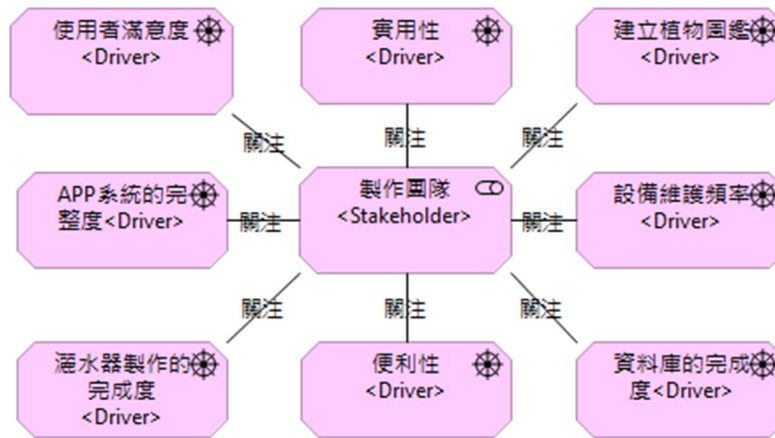 使用者滿意度
<Driver>
實用性
<Driver>
建立植物圖鑑
<Driver>
關注
關注
關注
APP系統的完
整度<Driver>
關注
製作團隊
<Stakeholder>
關注
設備維護頻率
<Driver>
關注
關注
關注
灑水器製作的
完成度
<Driver>
便利性
<Driver>
資料庫的完成
度<Driver>